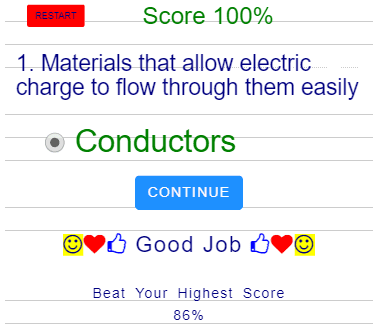 RESTART
Score 100%
1. Materials that allow electric
charge to flow through them easily
Conductors
CONTINUE
Good Job
Beat Your Highest Score
86%